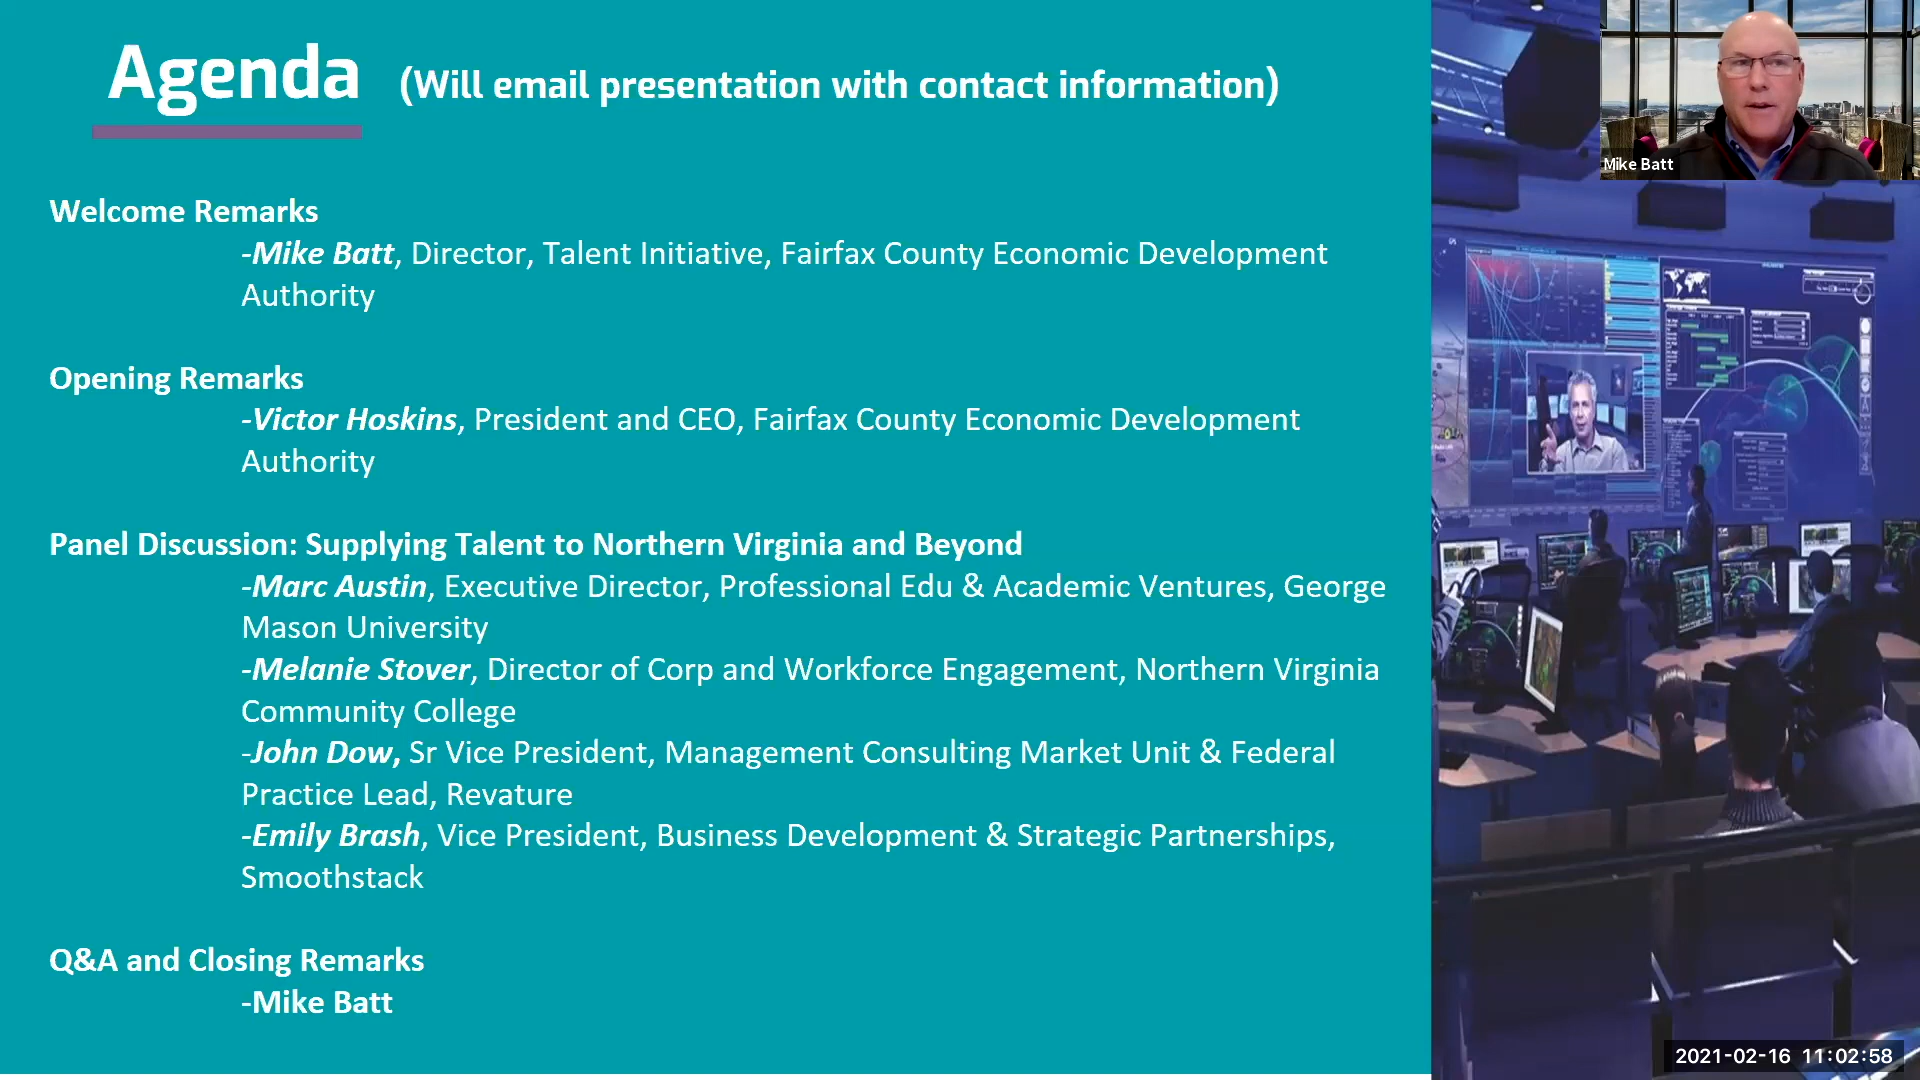 Agenda (Will email presentation with contact information)
Mike Batt
Welcome Remarks
-Mike Batt, Director, Talent Initiative, Fairfax County Economic Development
Authority
Opening Remarks
-Victor Hoskins, President and CEO, Fairfax County Economic Development
Authority
Panel Discussion: Supplying Talent to Northern Virginia and Beyond
-Marc Austin, Executive Director, Professional Edu & Academic Ventures, George
Mason University
-Melanie Stover, Director of Corp and Workforce Engagement, Northern Virginia
Community College
-John Dow, Sr Vice President, Management Consulting Market Unit & Federal
Practice Lead, Revature
-Emily Brash, Vice President, Business Development & Strategic Partnerships,
Smoothstack
Q&A and Closing Remarks
-Mike Batt
2021-02-16 11:02:58